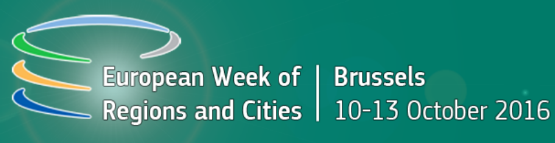 European Week of
Regions and Cities
Brussels
10-13 October 2016